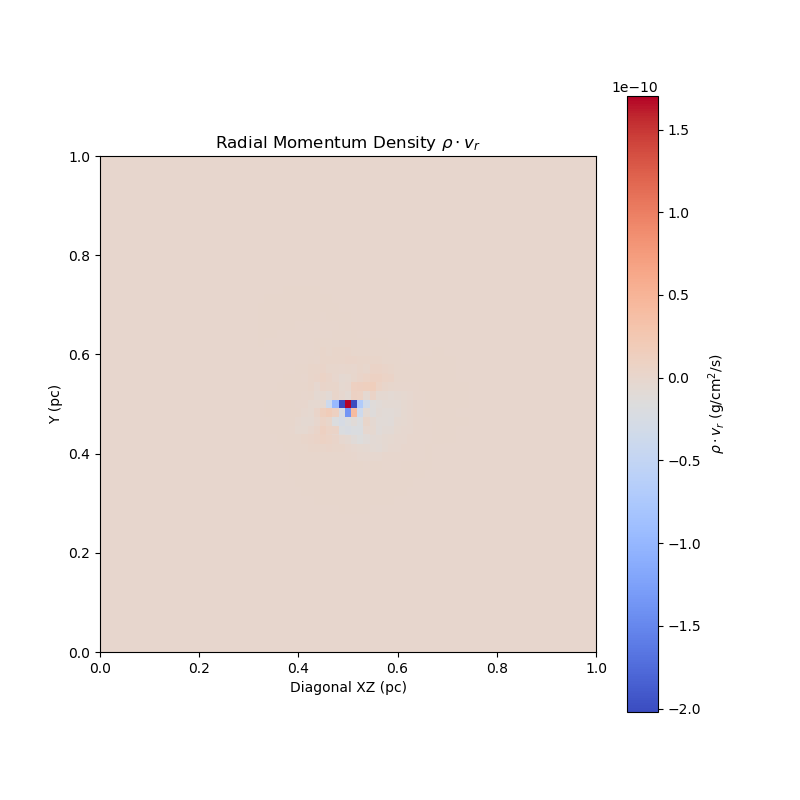 1e−10
Radial Momentum Density ρ · v_r
1.0
0.8
0.6
0.4
0.2
0.0
Y (pc)
0.0 0.2 0.4 0.6 0.8 1.0
Diagonal XZ (pc)
1.5
1.0
0.5
0.0
−0.5
−1.0
−1.5
−2.0
ρ · v_r (g/cm²/s)